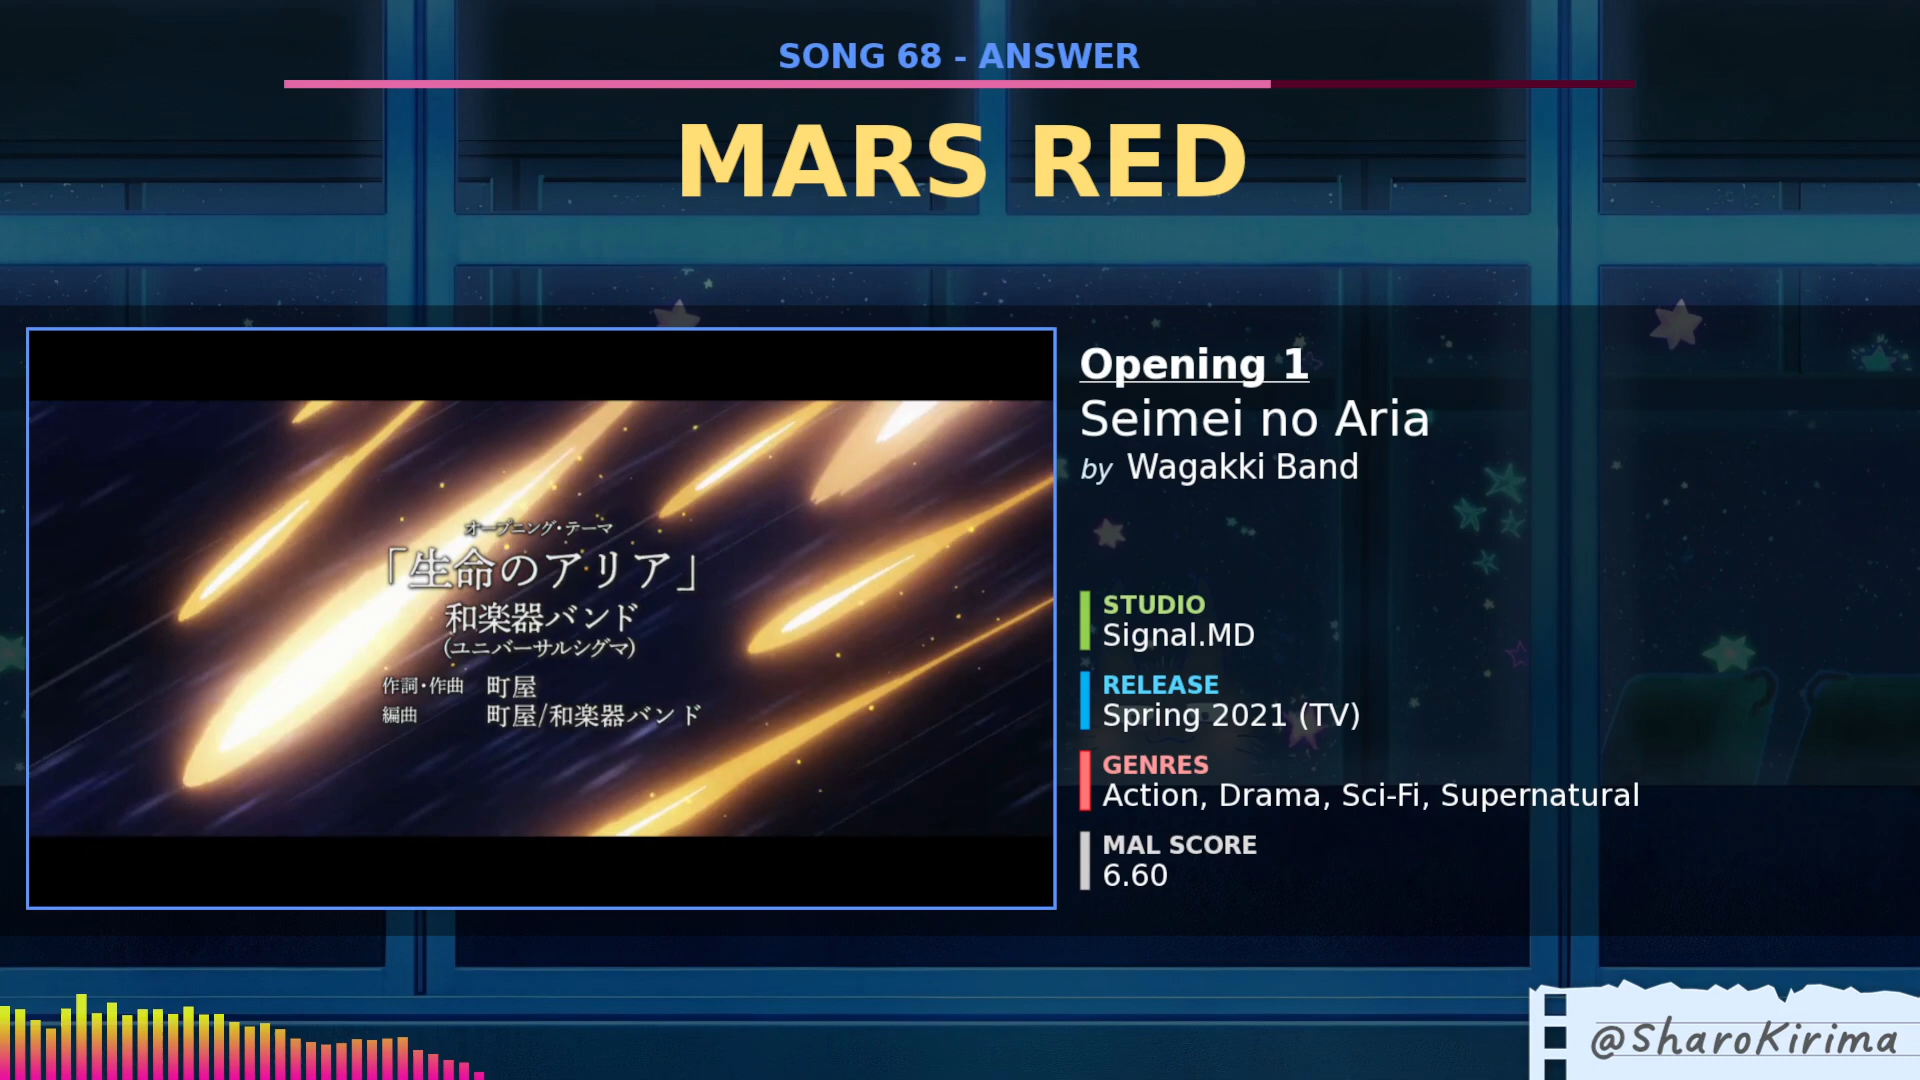 SONG 68 - ANSWER
MARS RED
オープニング・テーマ
「生命のアリア」
和楽器バンド
(ユニバーサルシグマ)
作詞・作曲 町屋
編曲 町屋/和楽器バンド
Opening 1
Seimei no Aria
by Wagakki Band
STUDIO
Signal.MD
RELEASE
Spring 2021 (TV)
GENRES
Action, Drama, Sci-Fi, Supernatural
MAL SCORE
6.60
@SharoKirima